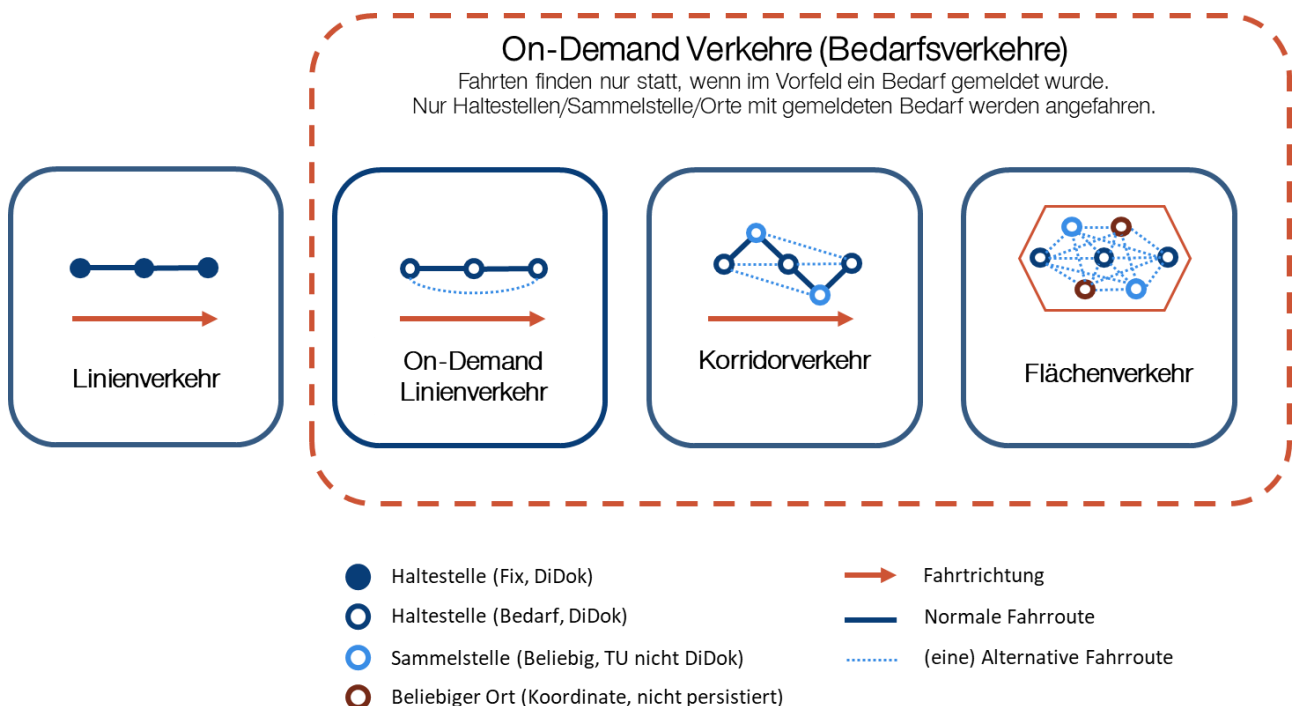 On-Demand Verkehre (Bedarfsverkehre)
Fahrten finden nur statt, wenn im Vorfeld ein Bedarf gemeldet wurde.
Nur Haltestellen/Sammelstelle/Orte mit gemeldeten Bedarf werden angefahren.
Linienverkehr
On-Demand
Linienverkehr
Korridorverkehr
Flächenverkehr
Haltestelle (Fix, DiDok)
Haltestelle (Bedarf, DiDok)
Sammelstelle (Beliebig, TU nicht DiDok)
Beliebiger Ort (Koordinate, nicht persistiert)
Fahrtrichtung
Normale Fahrroute
(eine) Alternative Fahrroute